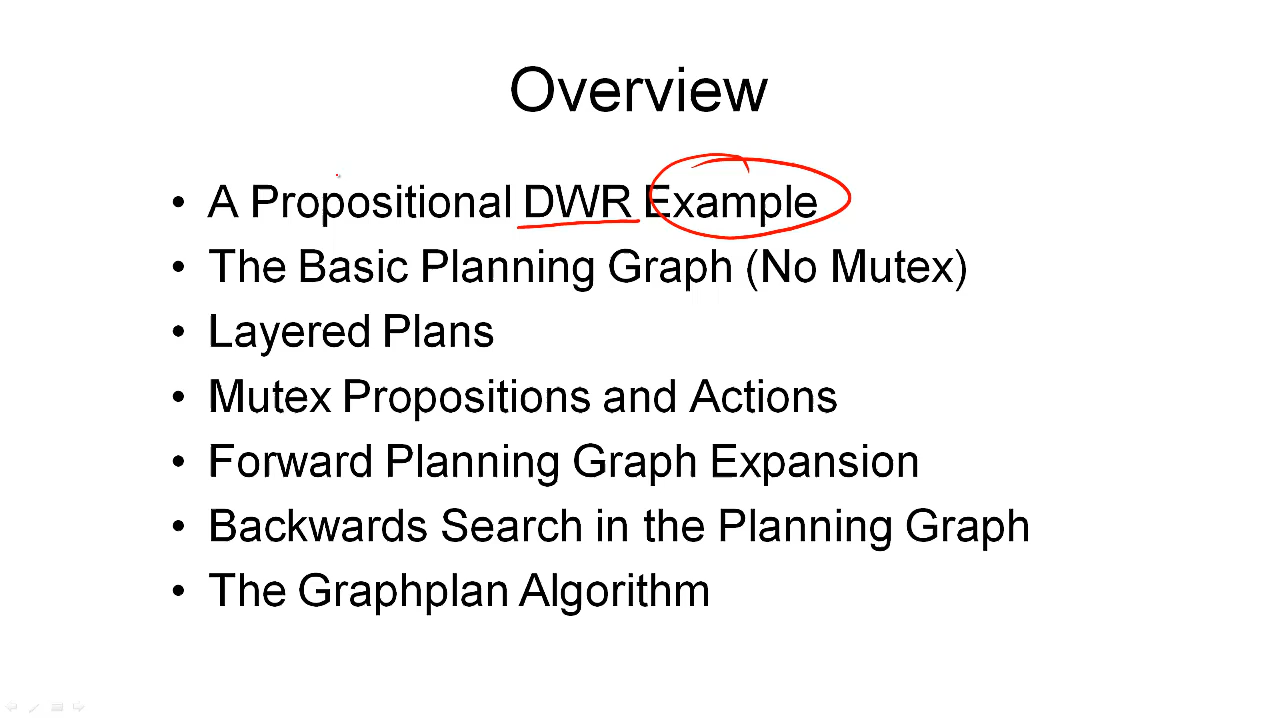 Overview
• A Propositional DWR Example
• The Basic Planning Graph (No Mutex)
• Layered Plans
• Mutex Propositions and Actions
• Forward Planning Graph Expansion
• Backwards Search in the Planning Graph
• The Graphplan Algorithm